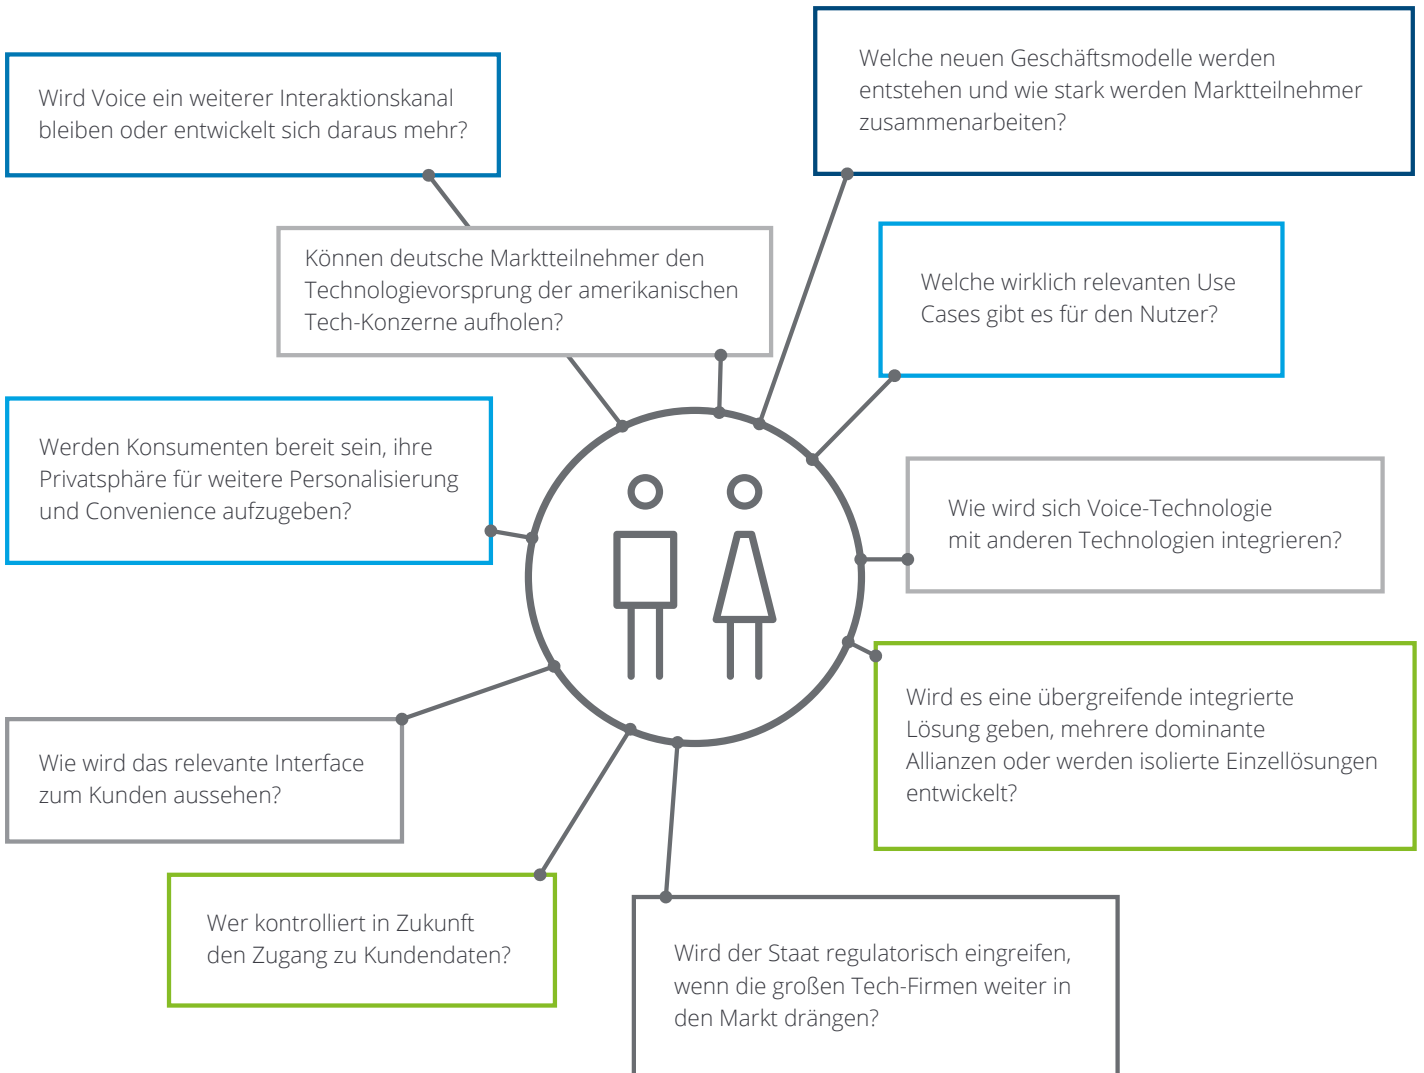 Welche neuen Geschäftsmodelle werden
entstehen und wie stark werden Marktteilnehmer
zusammenarbeiten?
Wird Voice ein weiterer Interaktionskanal
bleiben oder entwickelt sich daraus mehr?
Können deutsche Marktteilnehmer den
Technologievorsprung der amerikanischen
Tech-Konzerne aufholen?
Welche wirklich relevanten Use
Cases gibt es für den Nutzer?
Werden Konsumenten bereit sein, ihre
Privatsphäre für weitere Personalisierung
und Convenience aufzugeben?
Wie wird sich Voice-Technologie
mit anderen Technologien integrieren?
Wird es eine übergreifende integrierte
Lösung geben, mehrere dominante
Allianzen oder werden isolierte Einzellösungen
entwickelt?
Wie wird das relevante Interface
zum Kunden aussehen?
Wer kontrolliert in Zukunft
den Zugang zu Kundendaten?
Wird der Staat regulatorisch eingreifen,
wenn die großen Tech-Firmen weiter in
den Markt drängen?